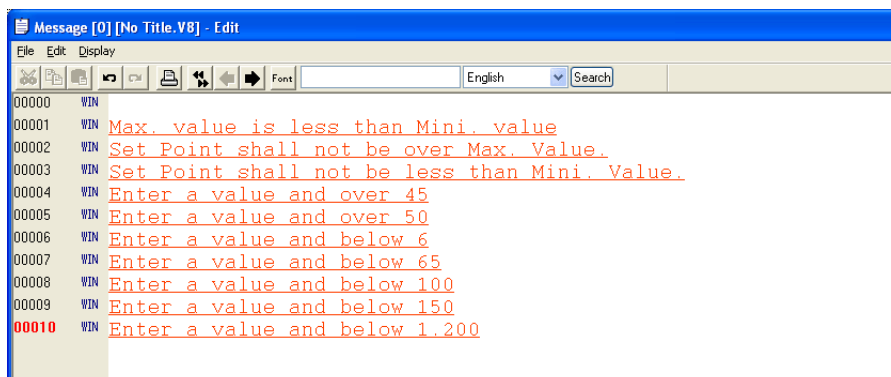 Message [0] [No Title.V8] - Edit
File Edit Display
Font English Search
00000 WIN
00001 WIN Max. value is less than Mini. value
00002 WIN Set Point shall not be over Max. Value.
00003 WIN Set Point shall not be less than Mini. Value.
00004 WIN Enter a value and over 45
00005 WIN Enter a value and over 50
00006 WIN Enter a value and below 6
00007 WIN Enter a value and below 65
00008 WIN Enter a value and below 100
00009 WIN Enter a value and below 150
00010 WIN Enter a value and below 1.200